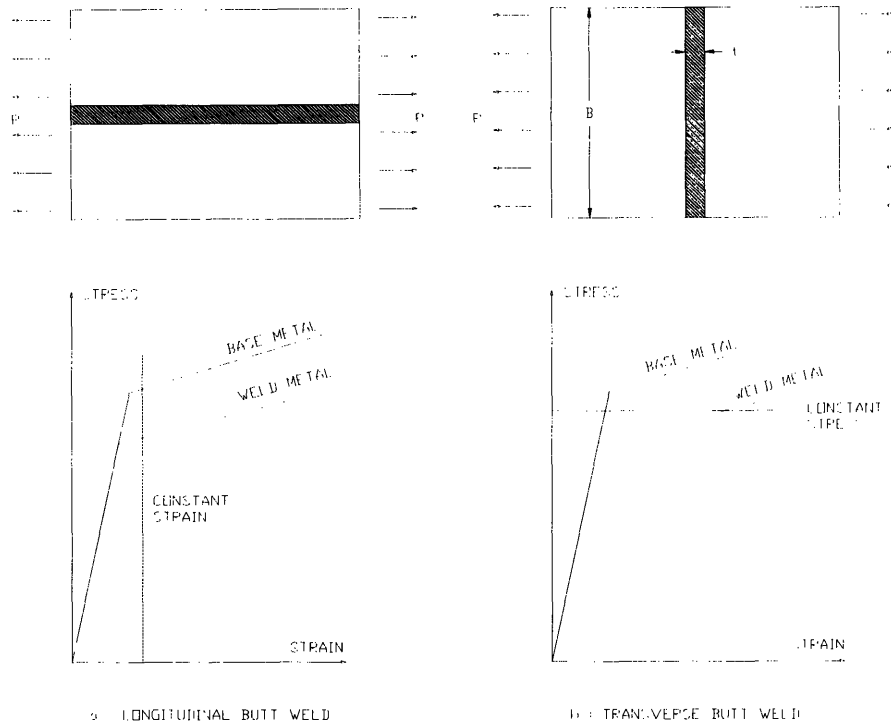 P
P
P
B
t
STRESS
BASE METAL
WELD METAL
CONSTANT
STRAIN
STRAIN
a LONGITUDINAL BUTT WELD
STRESS
BASE METAL
WELD METAL
CONSTANT
STRESS
STRAIN
b : TRANSVERSE BUTT WELD